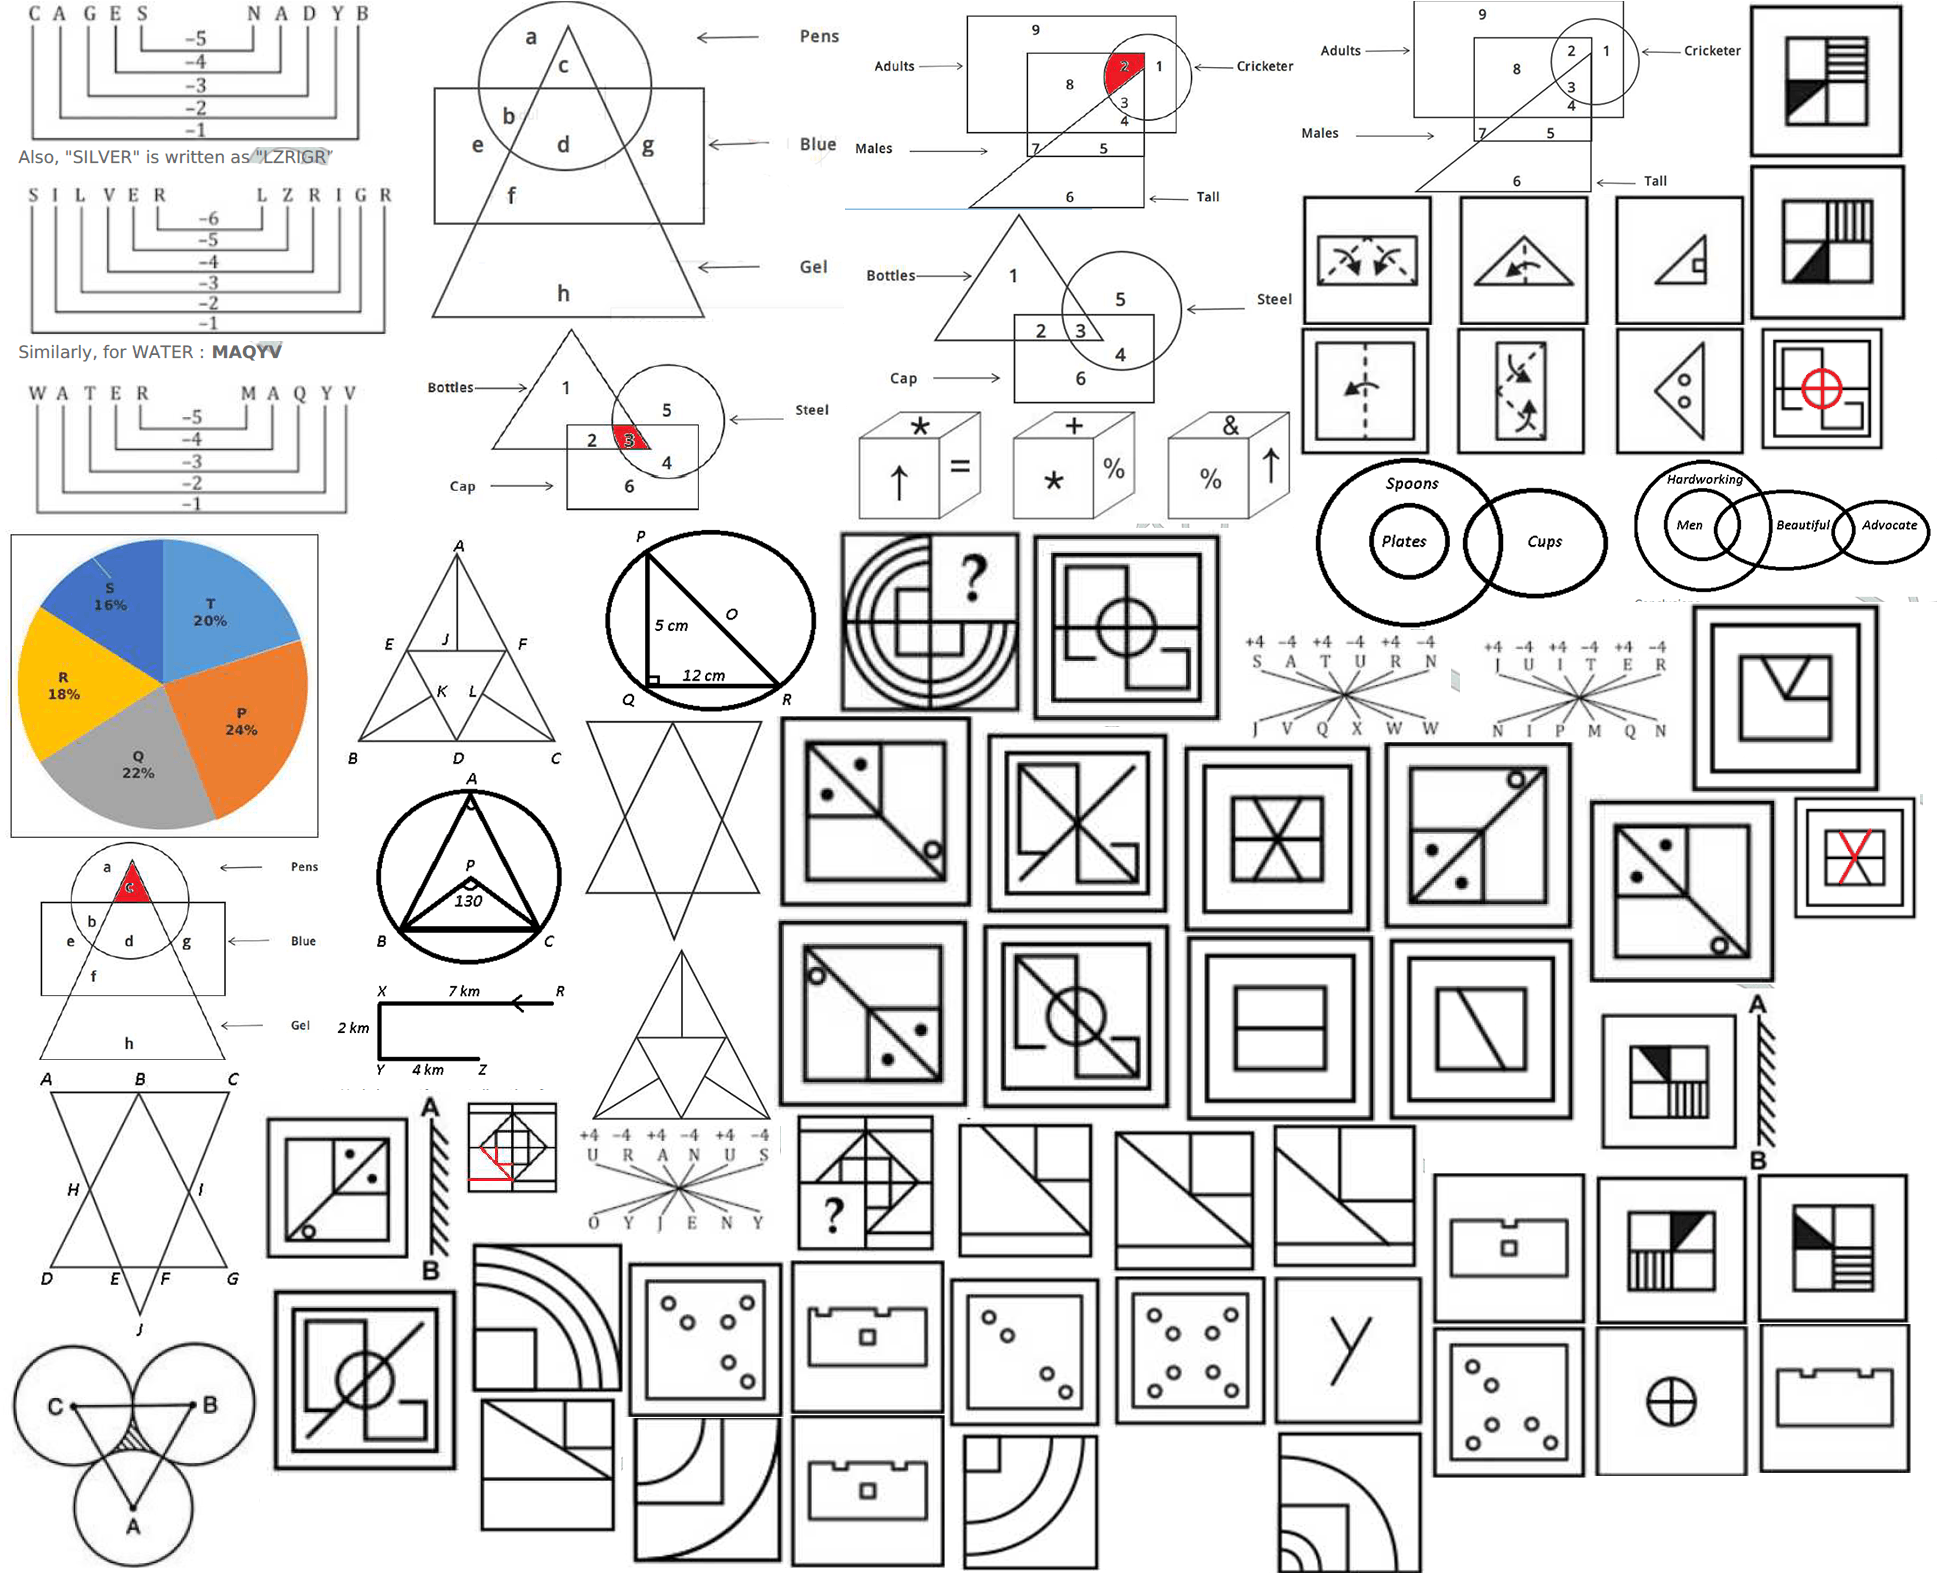 C A G E S N A D Y B
-5
-4
-3
-2
-1
Also, "SILVER" is written as "LZRIGR"
S I L V E R L Z R I G R
-6
-5
-4
-3
-2
-1
Similarly, for WATER : MAQYV
W A T E R M A Q Y V
-5
-4
-3
-2
-1
a
c
b
e
d
g
f
h
Pens
Blue
Gel
Bottles
1
5
Steel
2
3
4
Cap
6
9
Adults
2
1
Cricketer
8
3
4
Males
7
5
6
Tall
9
Adults
2
1
Cricketer
8
3
4
Males
7
5
6
Tall
Bottles
1
5
Steel
2
3
4
Cap
6
* ↑ =
+ * %
& % ↑
Spoons
Plates
Cups
Hardworking
Men
Beautiful
Advocate
S
16%
T
20%
R
18%
P
24%
Q
22%
A
E
J
F
K
L
B
D
C
P
5 cm
O
12 cm
Q
R
?
+4 -4 +4 -4 +4 -4
S A T U R N
J V Q X W W
+4 -4 +4 -4 +4 -4
J U I T E R
N I P M Q N
a
c
b
e
d
g
f
h
Pens
Blue
Gel
A
P
130
B
C
X
7 km
R
2 km
Y
4 km
Z
A B C
H
I
D E F G
J
A
B
+4 -4 +4 -4 +4 -4
U R A N U S
O Y J E N Y
?
A
B
C
B
A